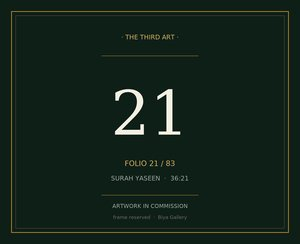 · THE THIRD ART ·
21
FOLIO 21 / 83
SURAH YASEEN · 36:21
ARTWORK IN COMMISSION
frame reserved · Biya Gallery